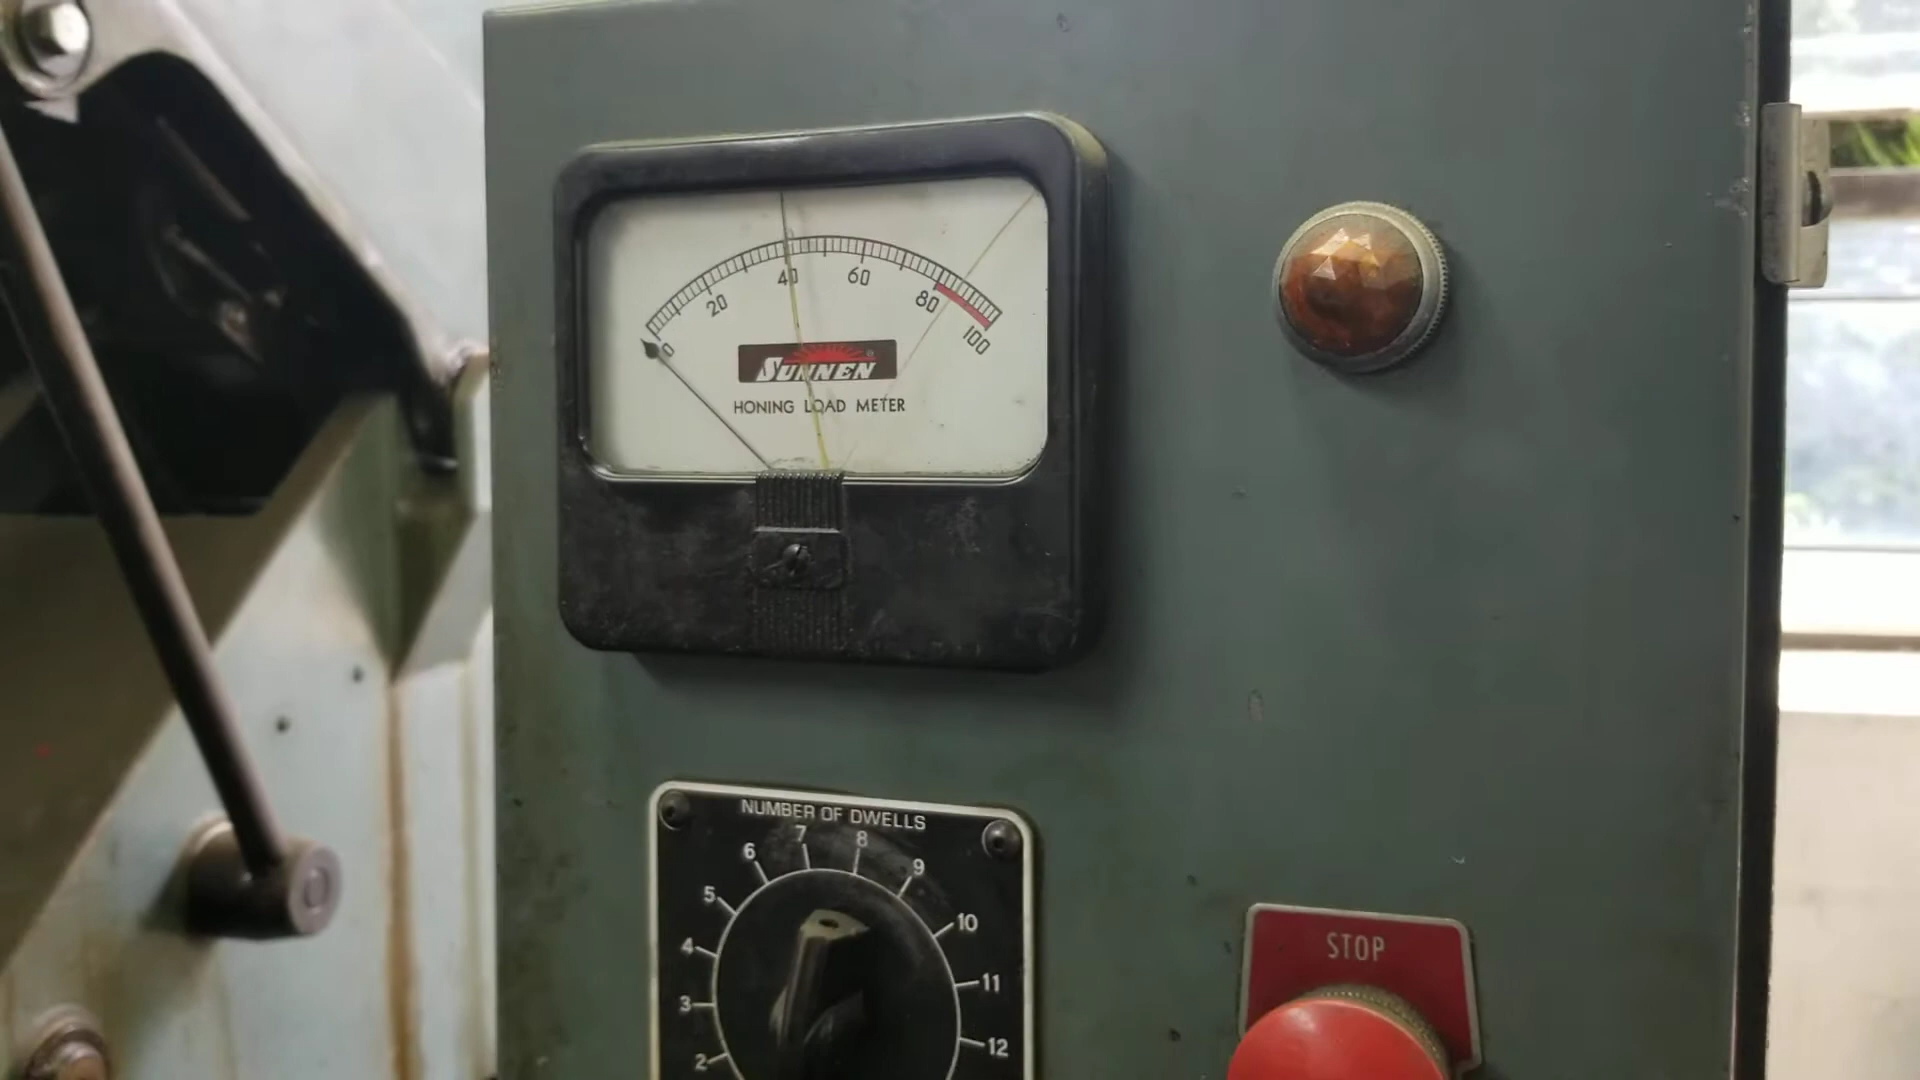 0 20 40 60 80 100
SUNNEN®
HONING LOAD METER
NUMBER OF DWELLS
2 3 4 5 6 7 8 9 10 11 12
STOP